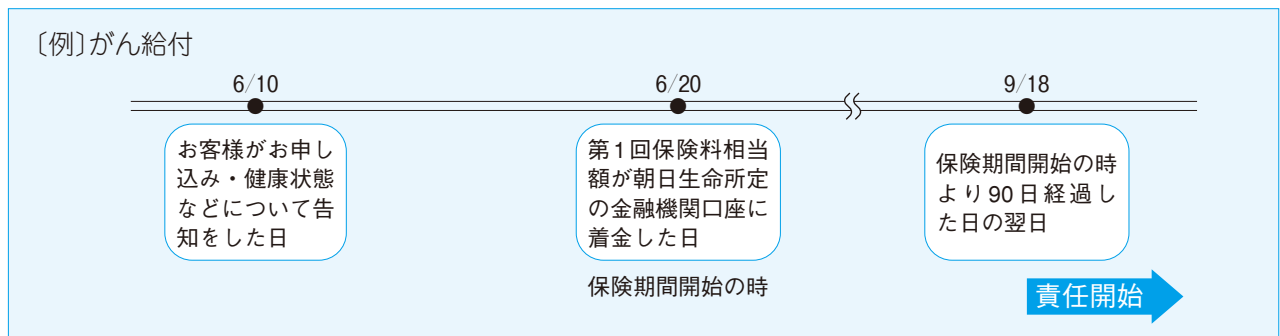 〔例〕がん給付
6/10
6/20
9/18
お客様がお申し
込み・健康状態
などについて告
知をした日
第1回保険料相当
額が朝日生命所定
の金融機関口座に
着金した日
保険期間開始の時
より90日経過し
た日の翌日
保険期間開始の時
責任開始